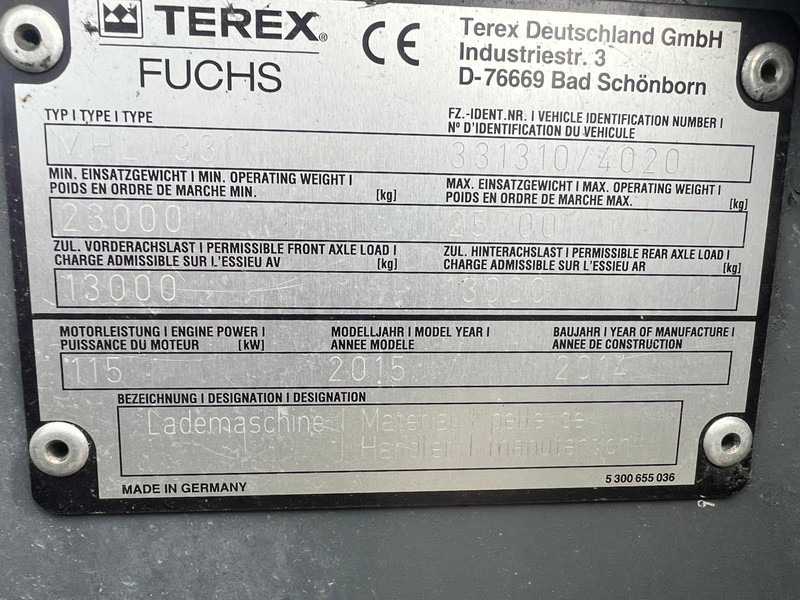 TEREX®
FUCHS
CE
Terex Deutschland GmbH
Industriestr. 3
D-76669 Bad Schönborn
TYP I TYPE I TYPE
FZ.-IDENT.NR. I VEHICLE IDENTIFICATION NUMBER I
N° D'IDENTIFICATION DU VEHICULE
331310/4020
MIN. EINSATZGEWICHT I MIN. OPERATING WEIGHT I
POIDS EN ORDRE DE MARCHE MIN. [kg]
MAX. EINSATZGEWICHT I MAX. OPERATING WEIGHT I
POIDS EN ORDRE DE MARCHE MAX. [kg]
23000
ZUL. VORDERACHSLAST I PERMISSIBLE FRONT AXLE LOAD I
CHARGE ADMISSIBLE SUR L'ESSIEU AV [kg]
ZUL. HINTERACHSLAST I PERMISSIBLE REAR AXLE LOAD I
CHARGE ADMISSIBLE SUR L'ESSIEU AR [kg]
13000
MOTORLEISTUNG I ENGINE POWER I
PUISSANCE DU MOTEUR [kW]
MODELLJAHR I MODEL YEAR I
ANNEE MODELE
BAUJAHR I YEAR OF MANUFACTURE I
ANNEE DE CONSTRUCTION
115
2015
2014
BEZEICHNUNG I DESIGNATION I DESIGNATION
Lademaschine | Material | pelle de
| Handler | manutention
MADE IN GERMANY
5 300 655 036